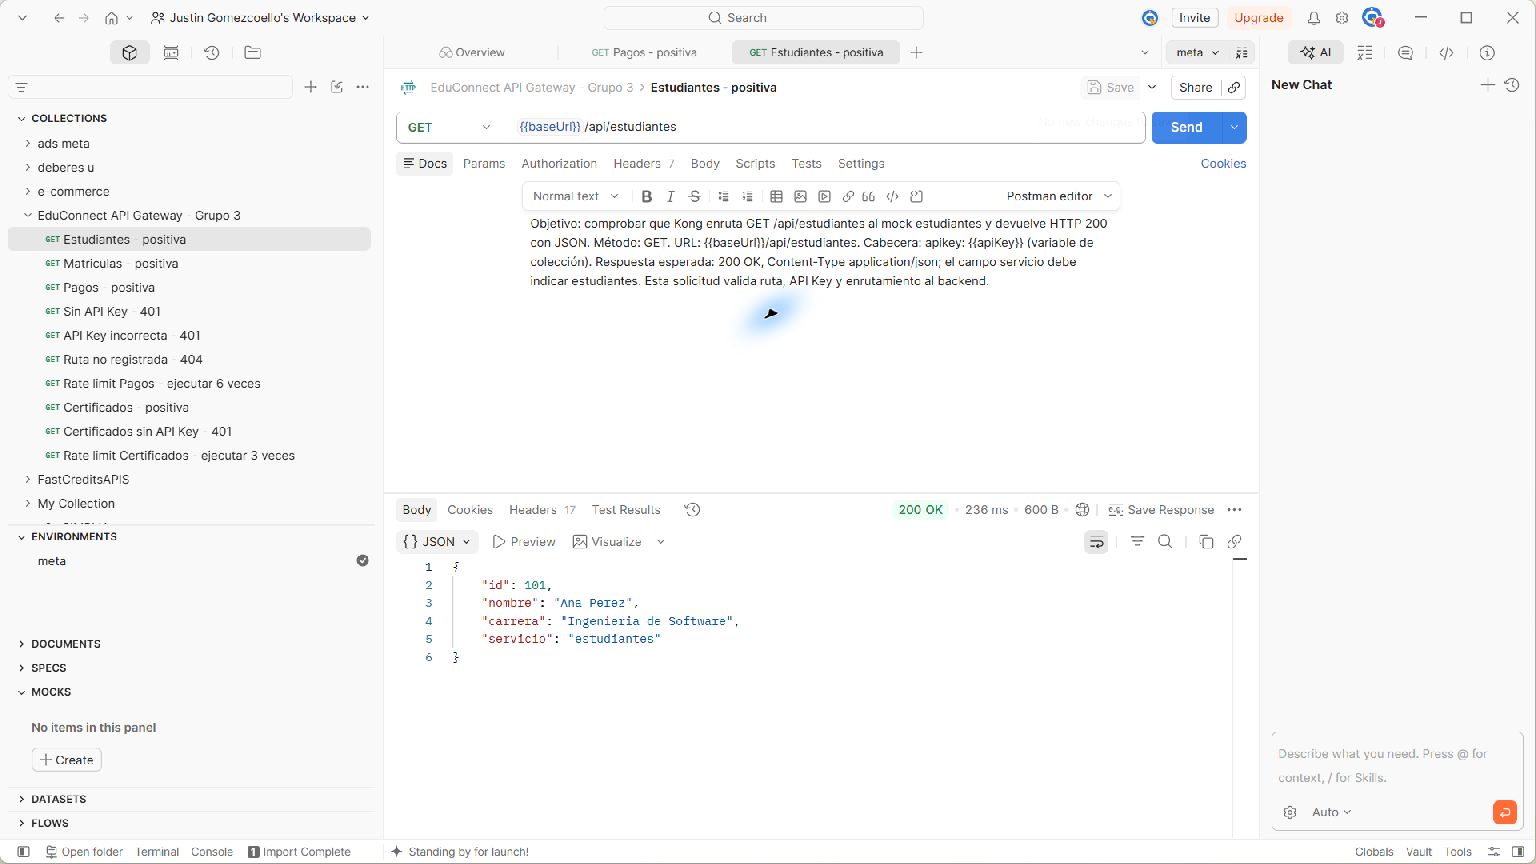 Justin Gomezcoello's Workspace
Search
Invite
Upgrade
Overview
GET Pagos - positiva
GET Estudiantes - positiva
meta
AI
EduConnect API Gateway - Grupo 3 > Estudiantes - positiva
Save
Share
New Chat
COLLECTIONS
ads meta
deberes u
e commerce
EduConnect API Gateway - Grupo 3
GET Estudiantes - positiva
GET Matriculas - positiva
GET Pagos - positiva
GET Sin API Key - 401
GET API Key incorrecta - 401
GET Ruta no registrada - 404
GET Rate limit Pagos - ejecutar 6 veces
GET Certificados - positiva
GET Certificados sin API Key - 401
GET Rate limit Certificados - ejecutar 3 veces
FastCreditsAPIS
My Collection
ENVIRONMENTS
meta
DOCUMENTS
SPECS
MOCKS
No items in this panel
Create
DATASETS
FLOWS
GET
{{baseUrl}} /api/estudiantes
Send
Docs
Params
Authorization
Headers 7
Body
Scripts
Tests
Settings
Cookies
Normal text
B
I
S
Postman editor
Objetivo: comprobar que Kong enruta GET /api/estudiantes al mock estudiantes y devuelve HTTP 200
con JSON. Método: GET. URL: {{baseUrl}}/api/estudiantes. Cabecera: apikey: {{apiKey}} (variable de
colección). Respuesta esperada: 200 OK, Content-Type application/json; el campo servicio debe
indicar estudiantes. Esta solicitud valida ruta, API Key y enrutamiento al backend.
Body
Cookies
Headers 17
Test Results
200 OK
236 ms
600 B
Save Response
{ } JSON
Preview
Visualize
1 {
2 "id": 101,
3 "nombre": "Ana Perez",
4 "carrera": "Ingenieria de Software",
5 "servicio": "estudiantes"
6 }
Describe what you need. Press @ for
context, / for Skills.
Auto
Open folder
Terminal
Console
1 Import Complete
Standing by for launch!
Globals
Vault
Tools